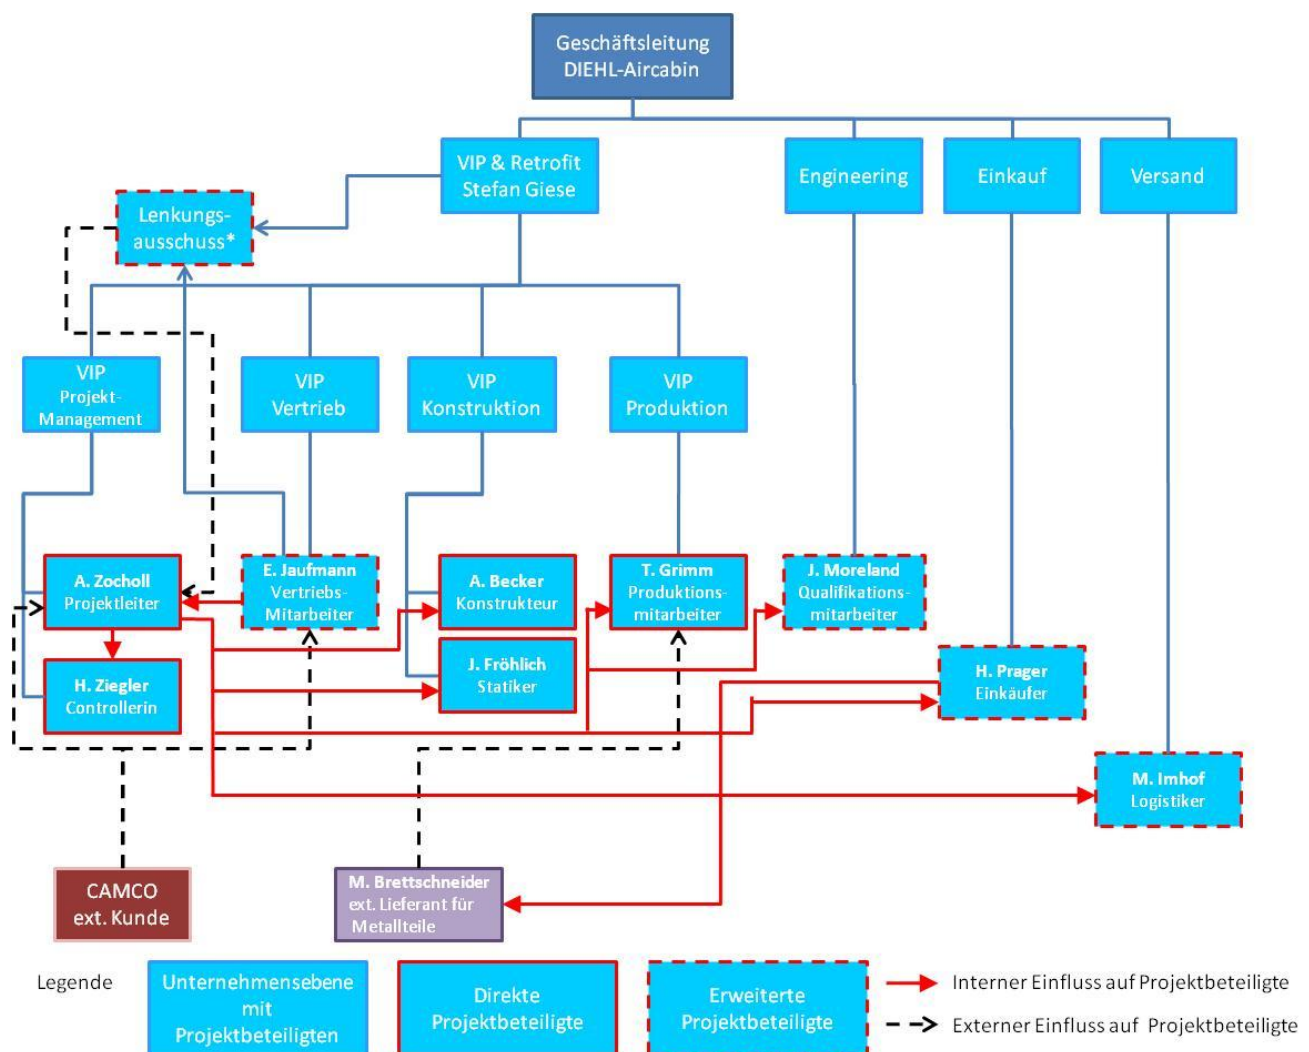 Geschäftsleitung
DIEHL-Aircabin
VIP & Retrofit
Stefan Giese
Engineering
Einkauf
Versand
Lenkungs-
ausschuss*
VIP
Projekt-
Management
VIP
Vertrieb
VIP
Konstruktion
VIP
Produktion
A. Zocholl
Projektleiter
E. Jaufmann
Vertriebs-
Mitarbeiter
A. Becker
Konstrukteur
T. Grimm
Produktions-
mitarbeiter
J. Moreland
Qualifikations-
mitarbeiter
H. Ziegler
Controllerin
J. Fröhlich
Statiker
H. Prager
Einkäufer
M. Imhof
Logistiker
CAMCO
ext. Kunde
M. Brettschneider
ext. Lieferant für
Metallteile
Legende
Unternehmensebene
mit
Projektbeteiligten
Direkte
Projektbeteiligte
Erweiterte
Projektbeteiligte
Interner Einfluss auf Projektbeteiligte
Externer Einfluss auf Projektbeteiligte